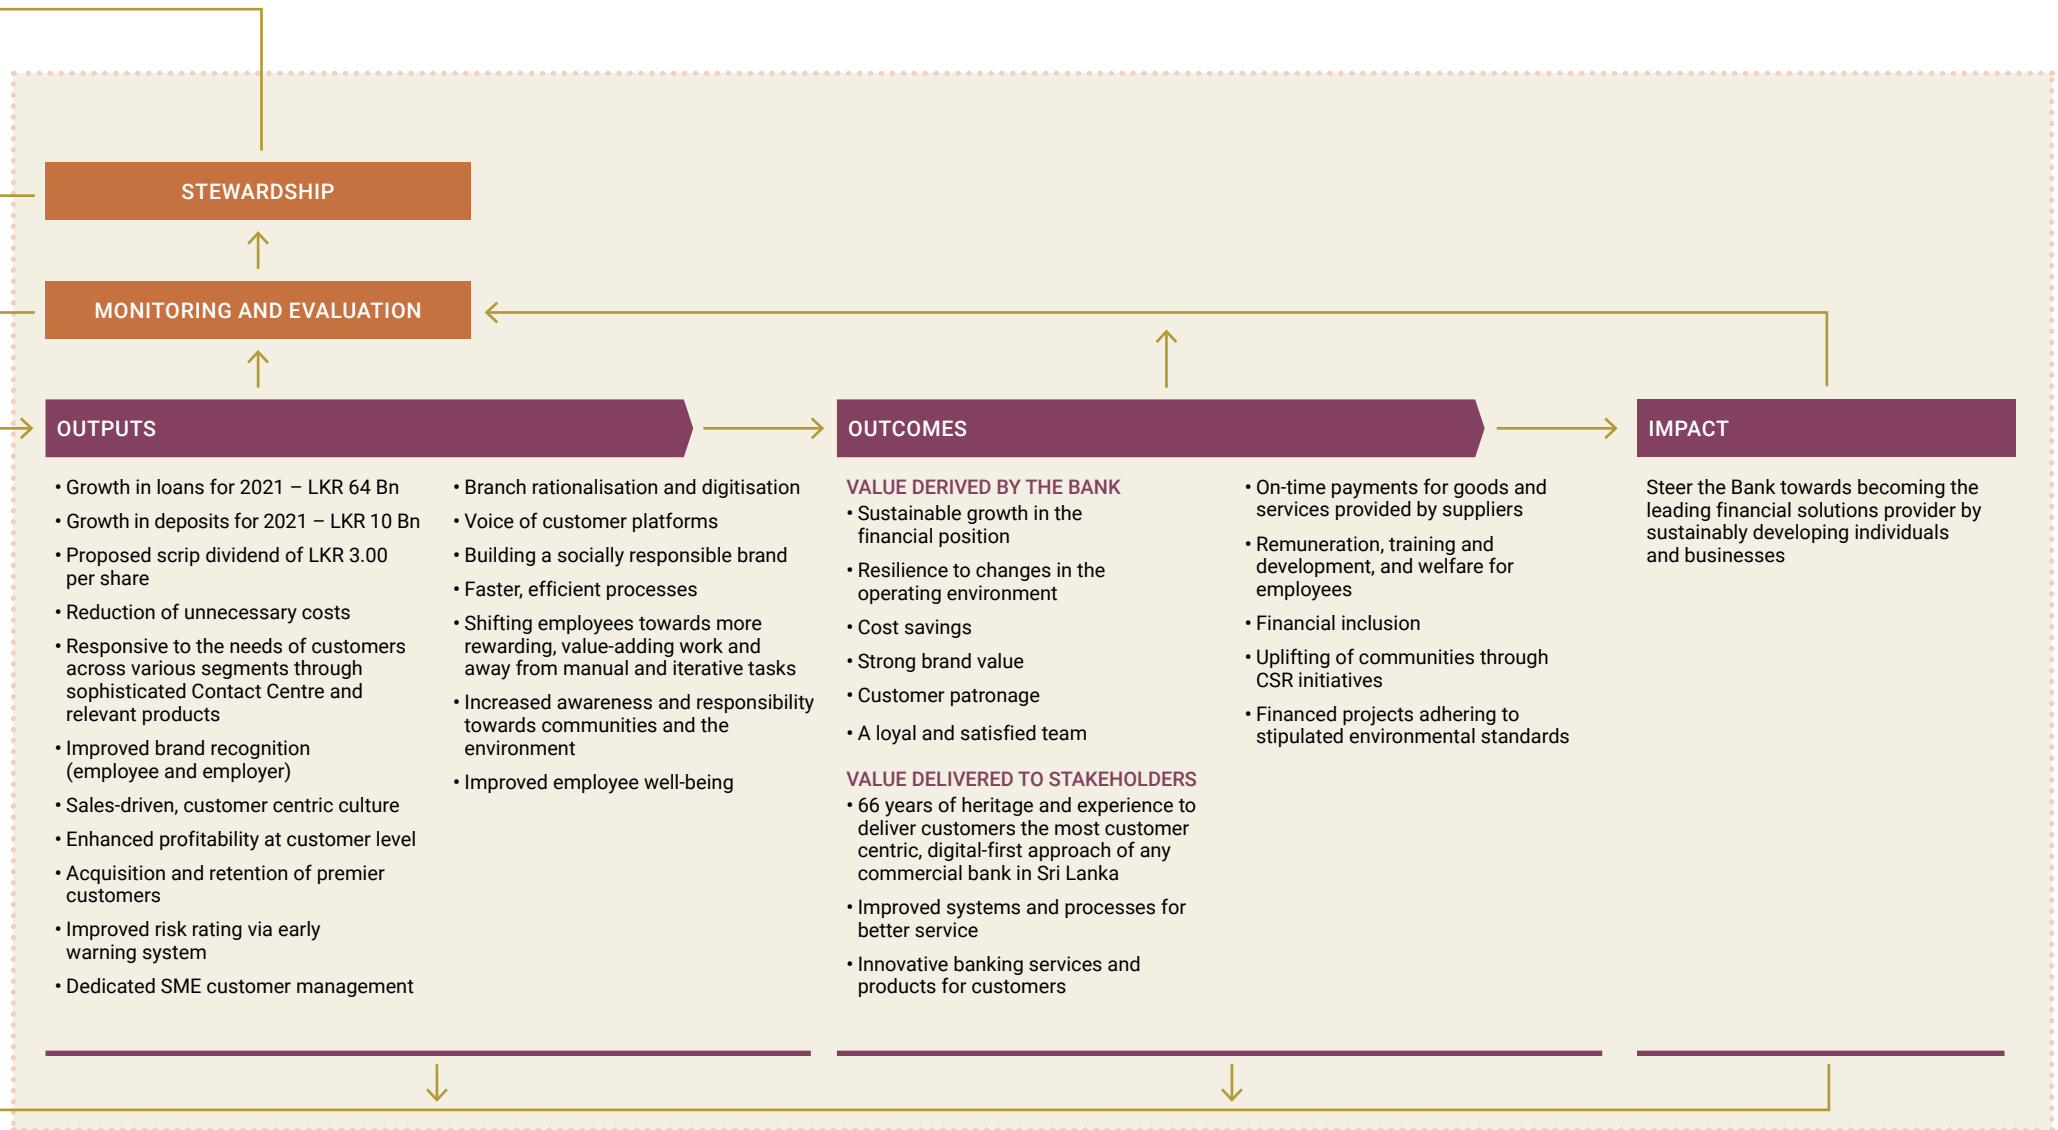 STEWARDSHIP
MONITORING AND EVALUATION
OUTPUTS
• Growth in loans for 2021 – LKR 64 Bn
• Growth in deposits for 2021 – LKR 10 Bn
• Proposed scrip dividend of LKR 3.00
per share
• Reduction of unnecessary costs
• Responsive to the needs of customers
across various segments through
sophisticated Contact Centre and
relevant products
• Improved brand recognition
(employee and employer)
• Sales-driven, customer centric culture
• Enhanced profitability at customer level
• Acquisition and retention of premier
customers
• Improved risk rating via early
warning system
• Dedicated SME customer management
• Branch rationalisation and digitisation
• Voice of customer platforms
• Building a socially responsible brand
• Faster, efficient processes
• Shifting employees towards more
rewarding, value-adding work and
away from manual and iterative tasks
• Increased awareness and responsibility
towards communities and the
environment
• Improved employee well-being
OUTCOMES
VALUE DERIVED BY THE BANK
• Sustainable growth in the
financial position
• Resilience to changes in the
operating environment
• Cost savings
• Strong brand value
• Customer patronage
• A loyal and satisfied team
VALUE DELIVERED TO STAKEHOLDERS
• 66 years of heritage and experience to
deliver customers the most customer
centric, digital-first approach of any
commercial bank in Sri Lanka
• Improved systems and processes for
better service
• Innovative banking services and
products for customers
• On-time payments for goods and
services provided by suppliers
• Remuneration, training and
development, and welfare for
employees
• Financial inclusion
• Uplifting of communities through
CSR initiatives
• Financed projects adhering to
stipulated environmental standards
IMPACT
Steer the Bank towards becoming the
leading financial solutions provider by
sustainably developing individuals
and businesses